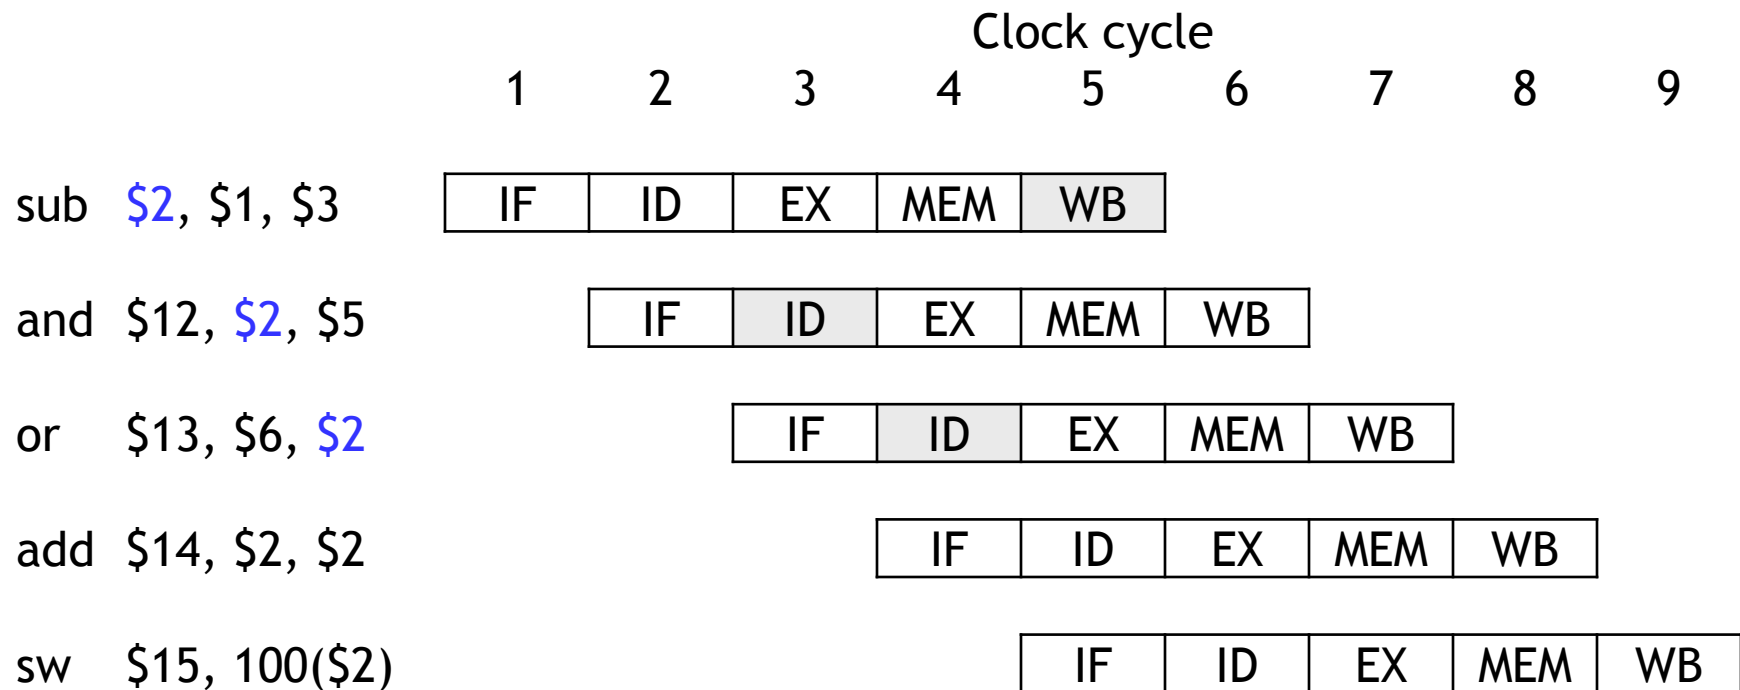 Clock cycle
1 2 3 4 5 6 7 8 9
sub $2, $1, $3 IF ID EX MEM WB
and $12, $2, $5 IF ID EX MEM WB
or $13, $6, $2 IF ID EX MEM WB
add $14, $2, $2 IF ID EX MEM WB
sw $15, 100($2) IF ID EX MEM WB